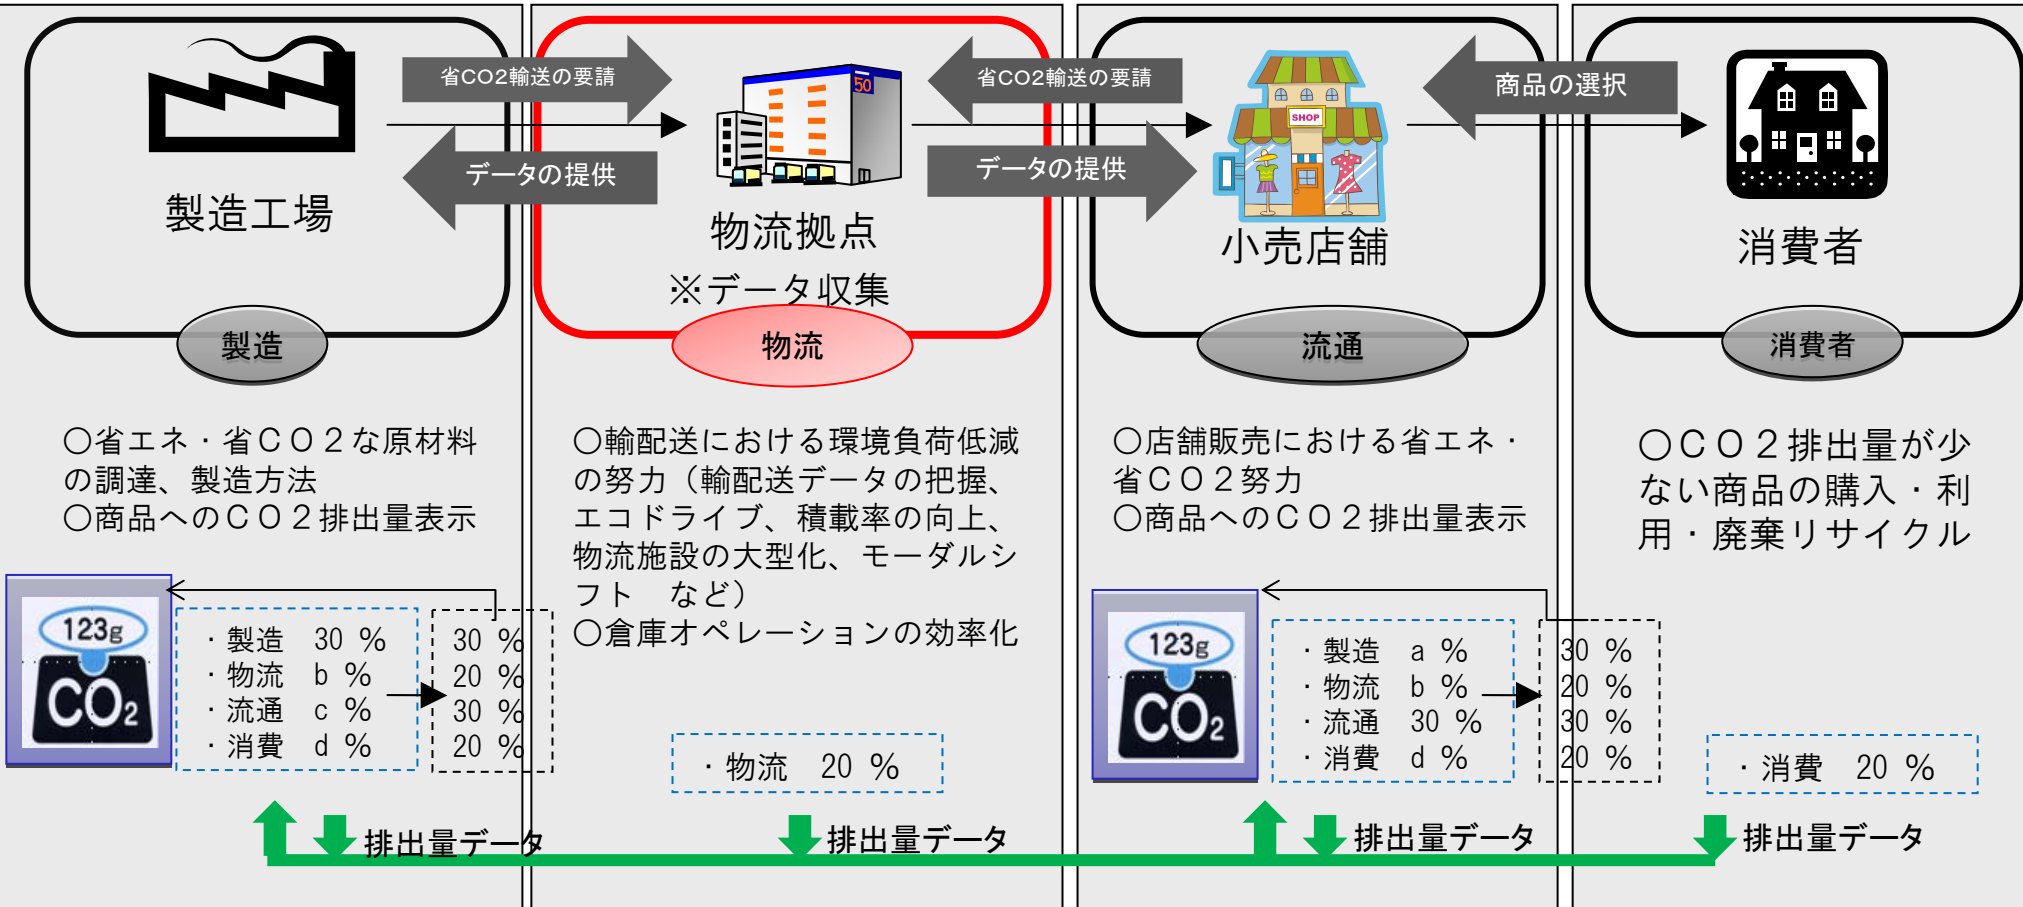 省CO2輸送の要請
データの提供
製造工場
製造
50
物流拠点
※データ収集
物流
省CO2輸送の要請
データの提供
SHOP
小売店舗
流通
商品の選択
消費者
消費者
〇省エネ・省ＣＯ２な原材料
の調達、製造方法
〇商品へのＣＯ２排出量表示
〇輸配送における環境負荷低減
の努力（輸配送データの把握、
エコドライブ、積載率の向上、
物流施設の大型化、モーダルシ
フト　など）
〇倉庫オペレーションの効率化
〇店舗販売における省エネ・
省ＣＯ２努力
〇商品へのＣＯ２排出量表示
〇ＣＯ２排出量が少
ない商品の購入・利
用・廃棄リサイクル
123g
CO2
・製造　30 %
・物流　b %
・流通　c %
・消費　d %
30 %
20 %
30 %
20 %
・物流　20 %
123g
CO2
・製造　a %
・物流　b %
・流通　30 %
・消費　d %
30 %
20 %
30 %
20 %
・消費　20 %
排出量データ
排出量データ
排出量データ
排出量データ